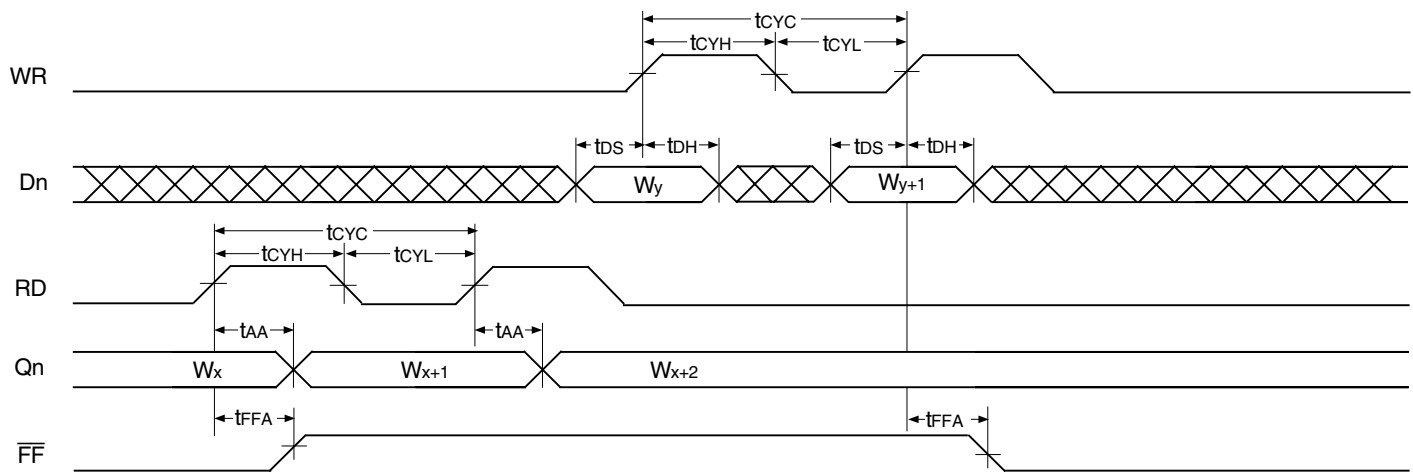 tCYC
tCYH tCYL
WR
tDS tDH tDS tDH
Dn Wy Wy+1
tCYC
tCYH tCYL
RD
tAA tAA
Qn Wx Wx+1 Wx+2
tFFA tFFA
FF